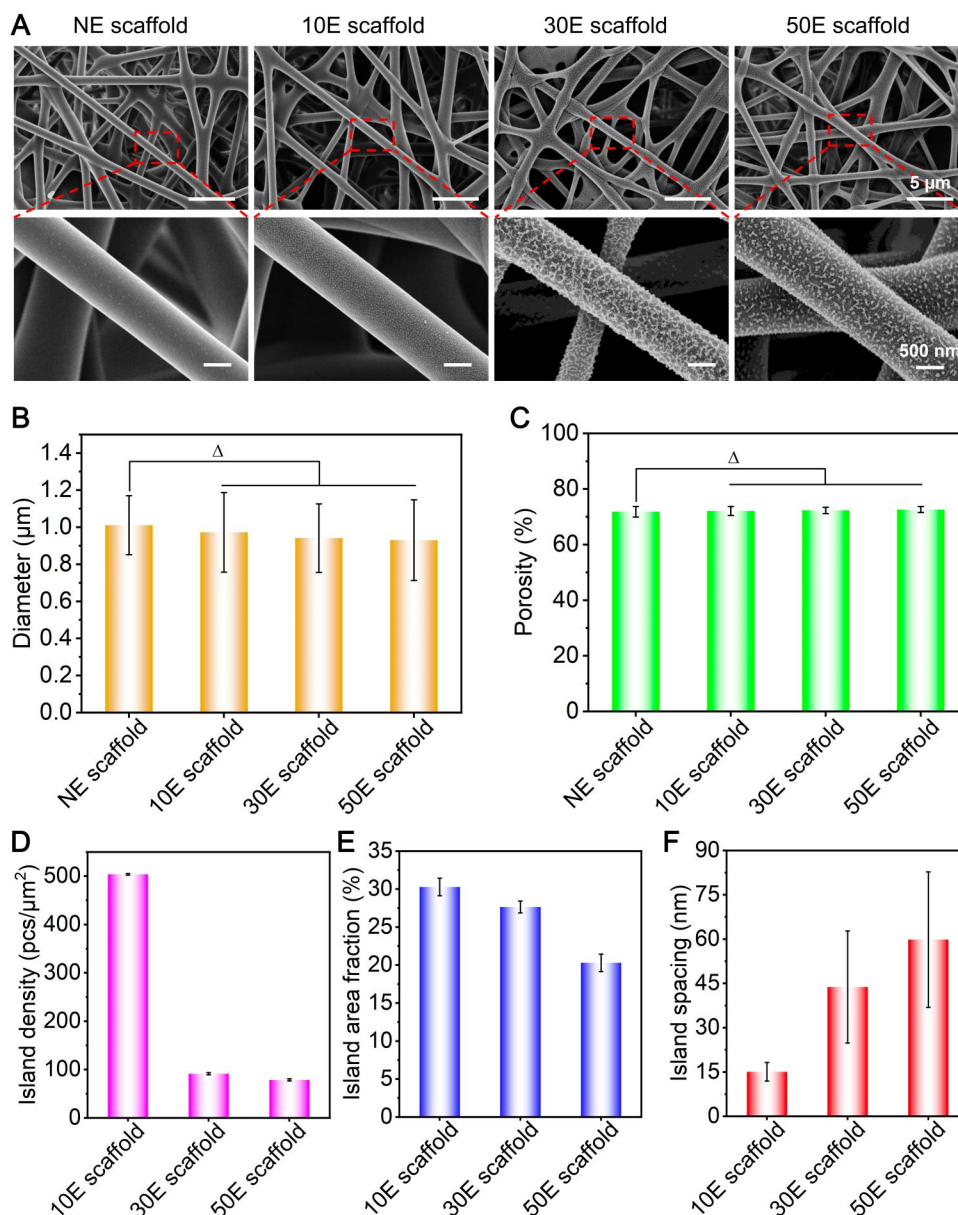 A
NE scaffold
10E scaffold
30E scaffold
50E scaffold
5 µm
500 nm
B
1.4
1.2
1.0
0.8
0.6
0.4
0.2
0.0
Diameter (µm)
Δ
NE scaffold
10E scaffold
30E scaffold
50E scaffold
C
100
80
60
40
20
0
Porosity (%)
Δ
NE scaffold
10E scaffold
30E scaffold
50E scaffold
D
500
400
300
200
100
0
Island density (pcs/µm²)
10E scaffold
30E scaffold
50E scaffold
E
35
30
25
20
15
10
5
0
Island area fraction (%)
10E scaffold
30E scaffold
50E scaffold
F
90
75
60
45
30
15
0
Island spacing (nm)
10E scaffold
30E scaffold
50E scaffold